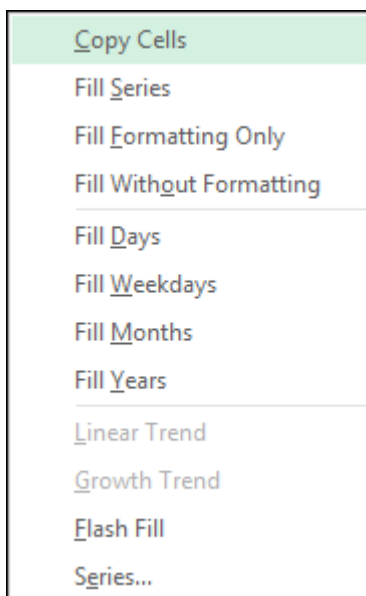 Copy Cells
Fill Series
Fill Formatting Only
Fill Without Formatting
Fill Days
Fill Weekdays
Fill Months
Fill Years
Linear Trend
Growth Trend
Flash Fill
Series...